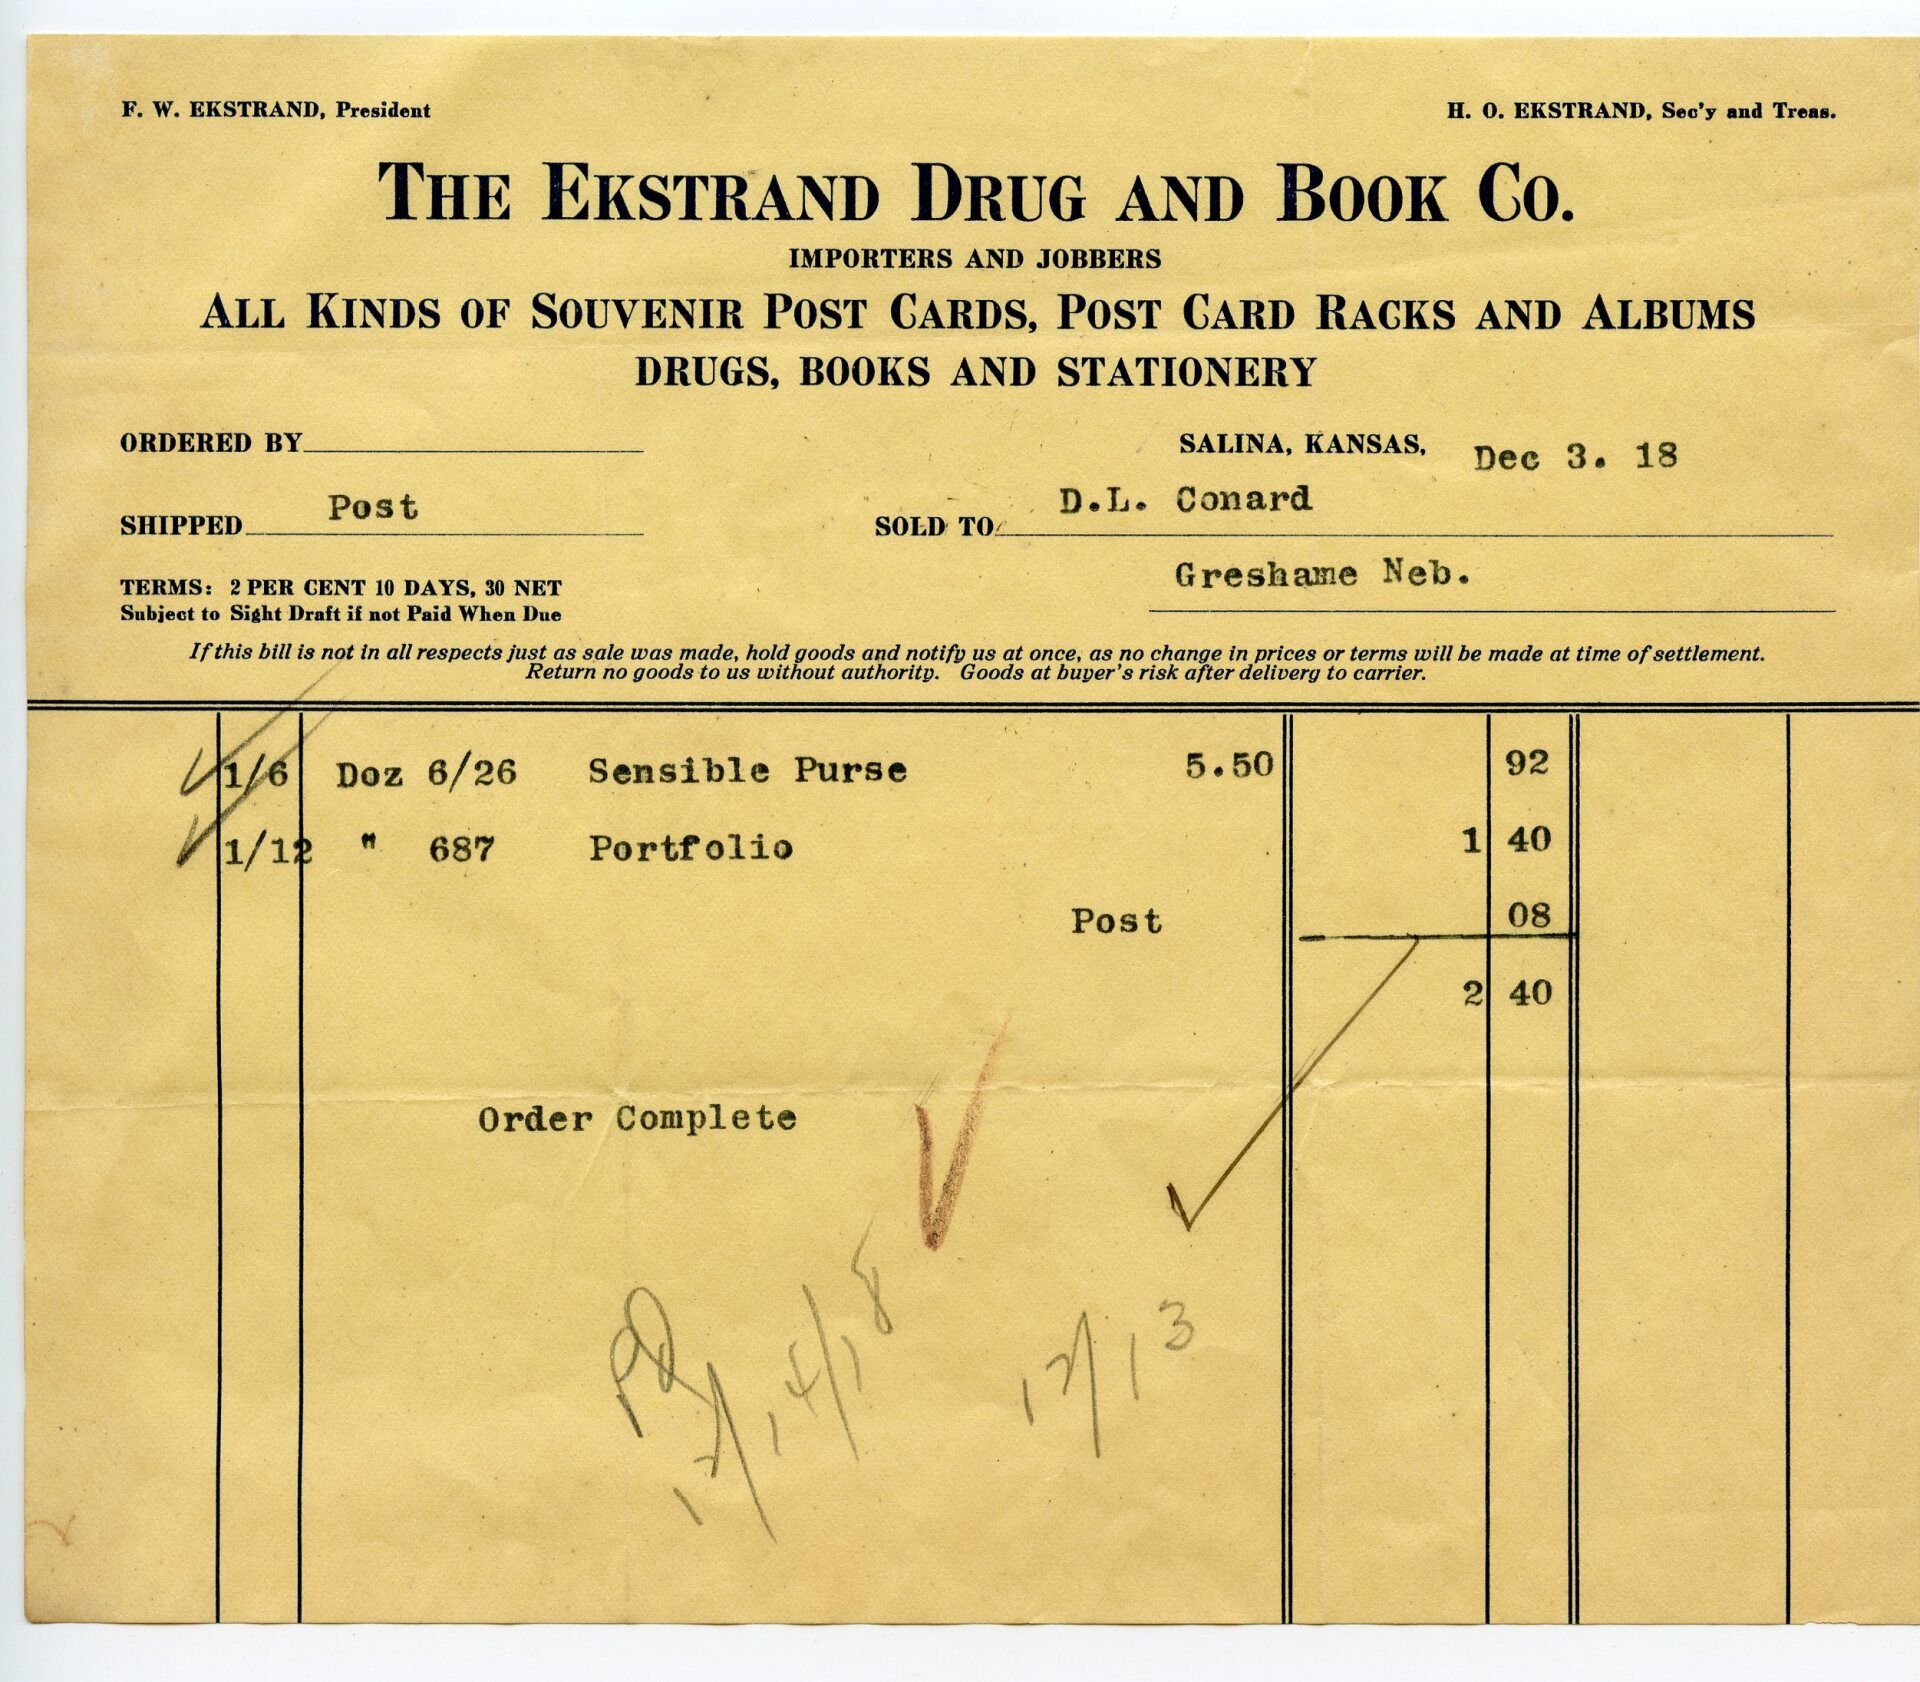 F. W. EKSTRAND, President
H. O. EKSTRAND, Sec'y and Treas.
THE EKSTRAND DRUG AND BOOK CO.
IMPORTERS AND JOBBERS
ALL KINDS OF SOUVENIR POST CARDS, POST CARD RACKS AND ALBUMS
DRUGS, BOOKS AND STATIONERY
ORDERED BY
SALINA, KANSAS, Dec 3. 18
SHIPPED Post
SOLD TO D.L. Conard
Greshame Neb.
TERMS: 2 PER CENT 10 DAYS, 30 NET
Subject to Sight Draft if not Paid When Due
If this bill is not in all respects just as sale was made, hold goods and notify us at once, as no change in prices or terms will be made at time of settlement.
Return no goods to us without authority. Goods at buyer's risk after delivery to carrier.
1/6 Doz 6/26 Sensible Purse 5.50 92
1/12 " 687 Portfolio 1 40
Post 08
2 40
Order Complete
Pd 12/14/18
12/13